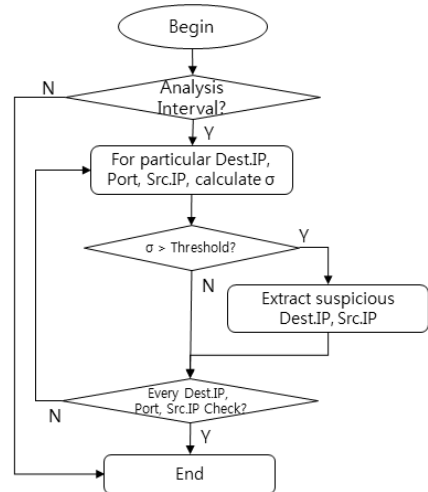 Begin
N
Analysis
Interval?
Y
For particular Dest.IP,
Port, Src.IP, calculate σ
σ > Threshold?
Y
N
Extract suspicious
Dest.IP, Src.IP
Every Dest.IP,
Port, Src.IP Check?
N
Y
End